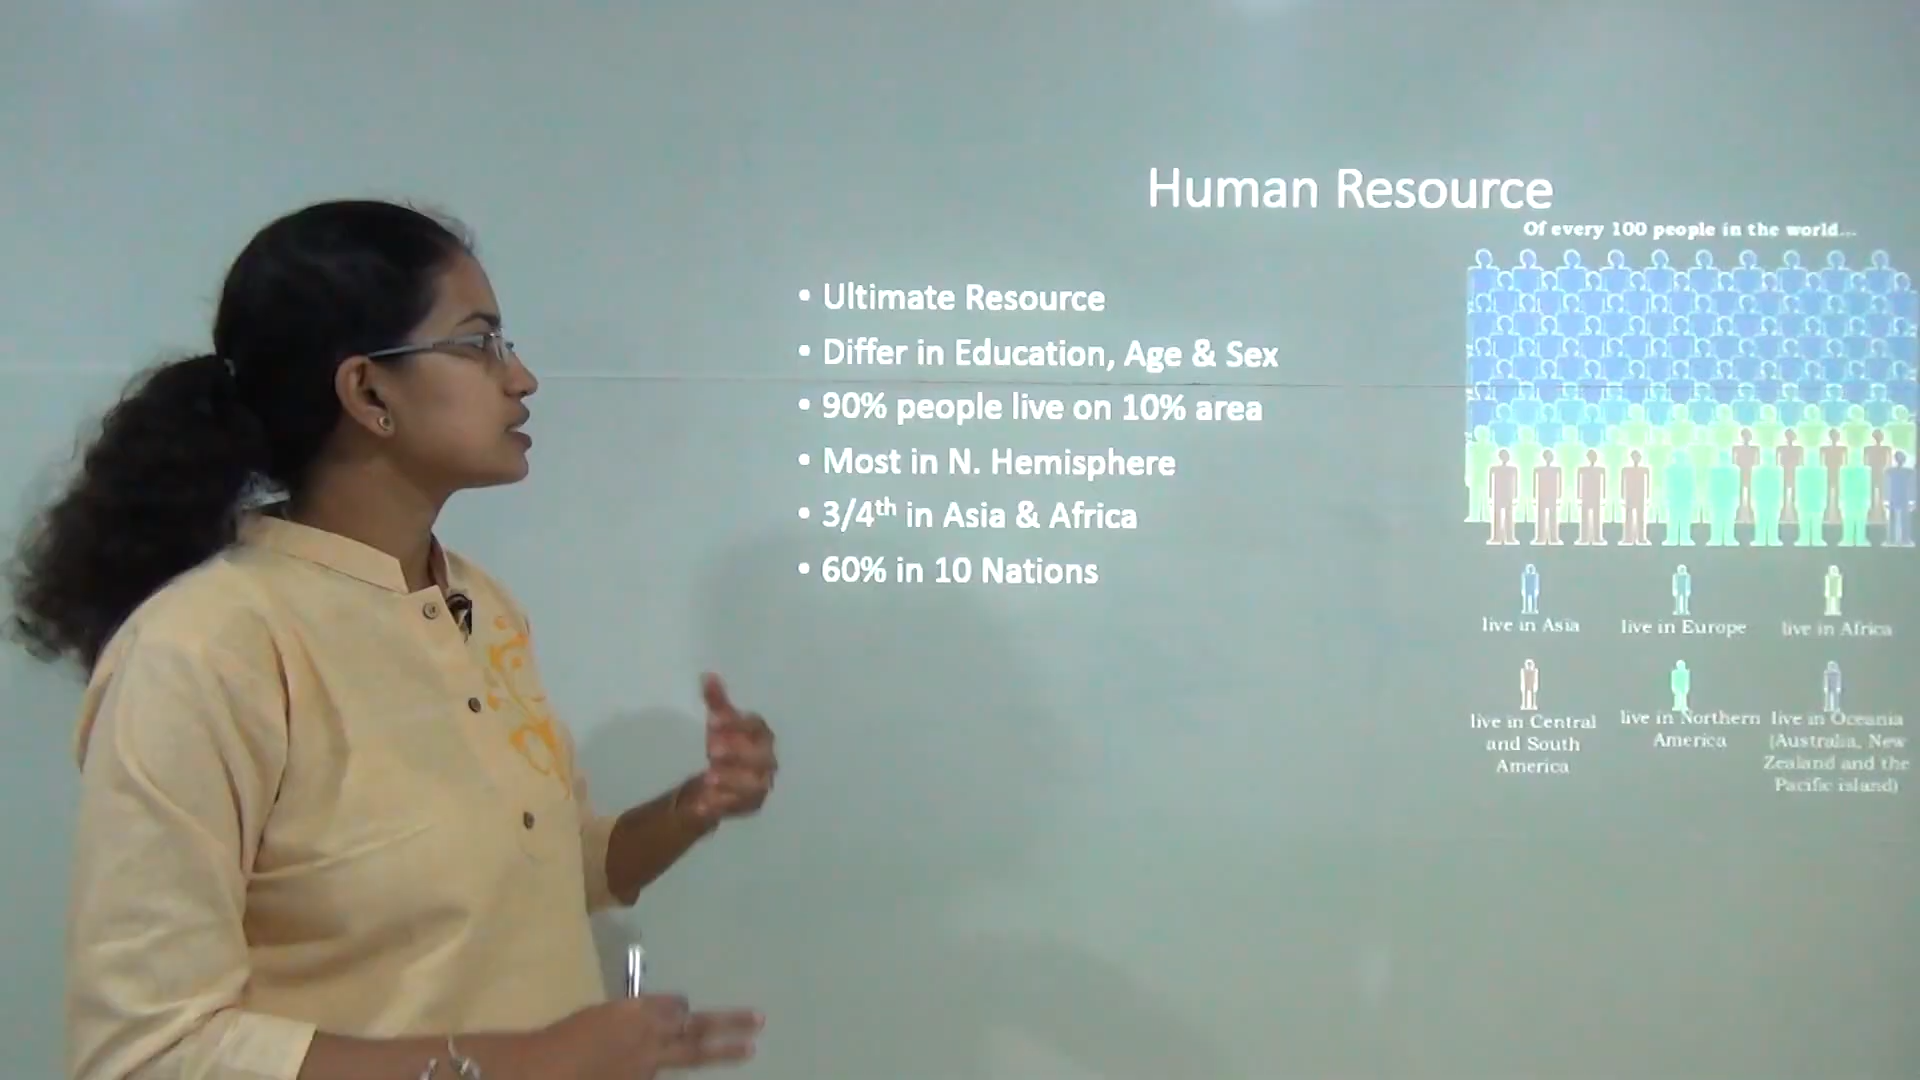 Human Resource
Of every 100 people in the world...
• Ultimate Resource
• Differ in Education, Age & Sex
• 90% people live on 10% area
• Most in N. Hemisphere
• 3/4th in Asia & Africa
• 60% in 10 Nations
live in Asia
live in Europe
live in Africa
live in Central
and South
America
live in Northern
America
live in Oceania
(Australia, New
Zealand and the
Pacific island)